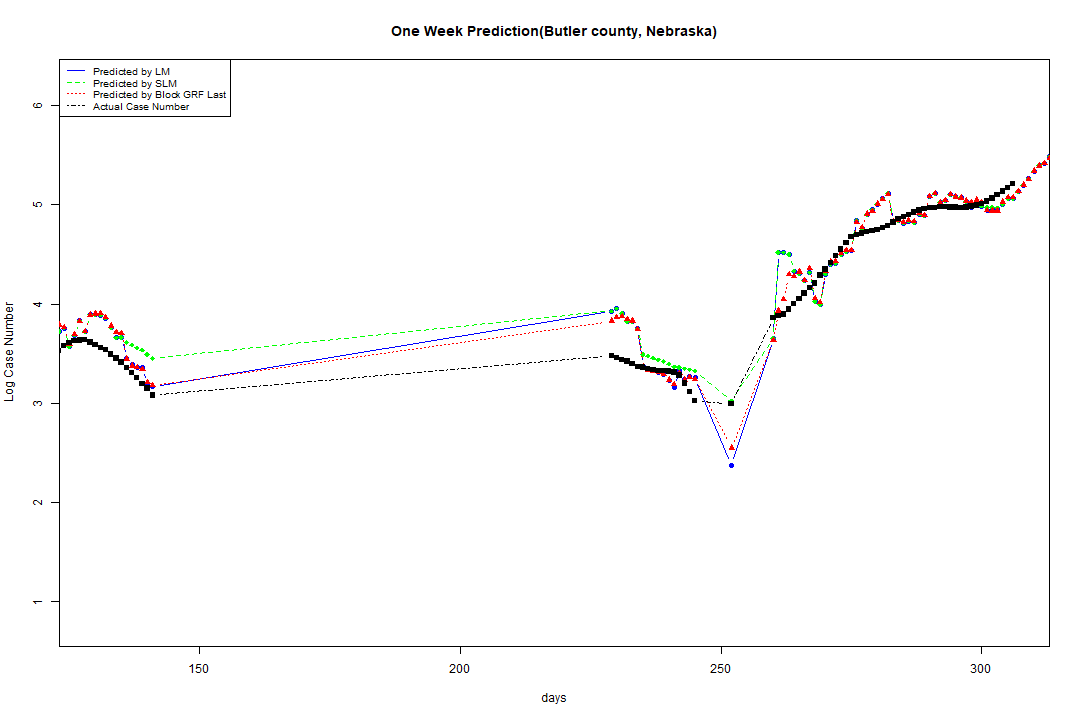 One Week Prediction(Butler county, Nebraska)
Predicted by LM
Predicted by SLM
Predicted by Block GRF Last
Actual Case Number
6
5
4
3
2
1
Log Case Number
150 200 250 300
days